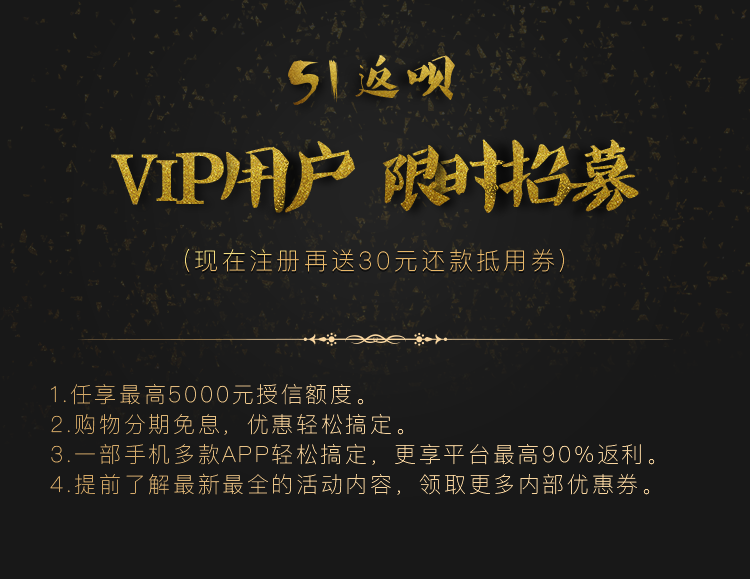 51返呗
VIP用户 限时招募
(现在注册再送30元还款抵用券)
1.任享最高5000元授信额度。
2.购物分期免息，优惠轻松搞定。
3.一部手机多款APP轻松搞定，更享平台最高90%返利。
4.提前了解最新最全的活动内容，领取更多内部优惠券。